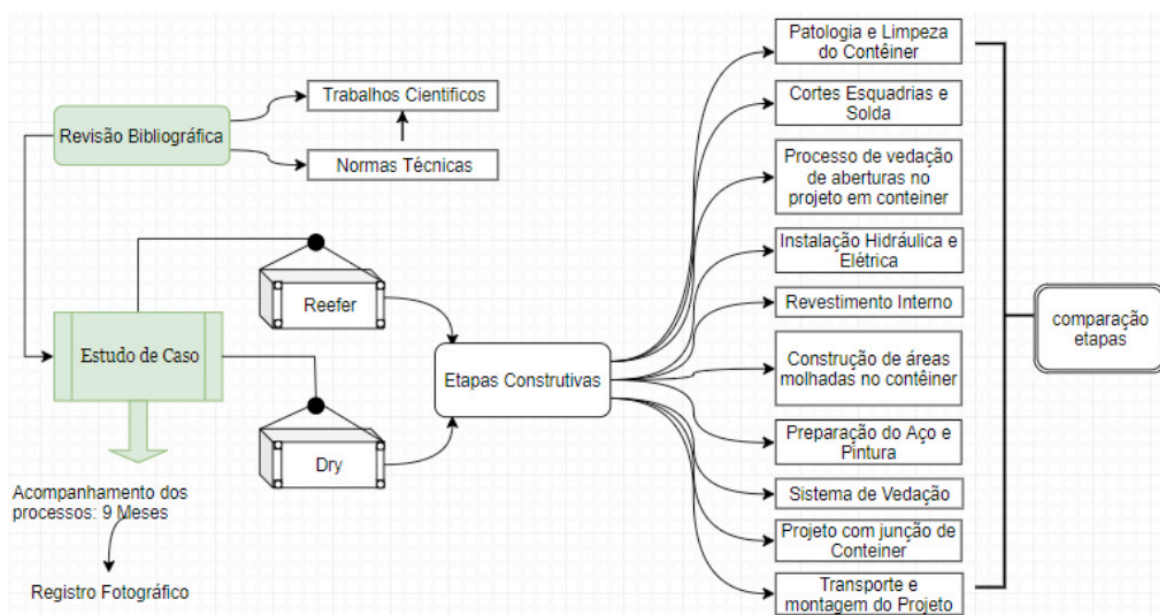 Revisão Bibliográfica
Trabalhos Cientificos
Normas Técnicas
Estudo de Caso
Acompanhamento dos
processos: 9 Meses
Registro Fotográfico
Reefer
Dry
Etapas Construtivas
Patologia e Limpeza
do Contêiner
Cortes Esquadrias e
Solda
Processo de vedação
de aberturas no
projeto em conteiner
Instalação Hidráulica e
Elétrica
Revestimento Interno
Construção de áreas
molhadas no contêiner
Preparação do Aço e
Pintura
Sistema de Vedação
Projeto com junção de
Conteiner
Transporte e
montagem do Projeto
comparação
etapas